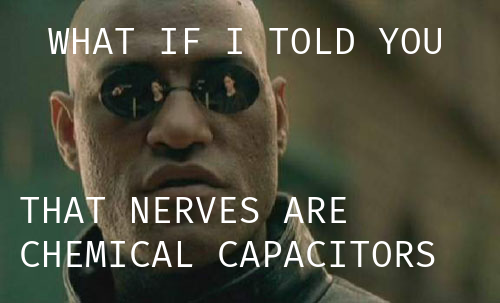 WHAT IF I TOLD YOU
THAT NERVES ARE
CHEMICAL CAPACITORS